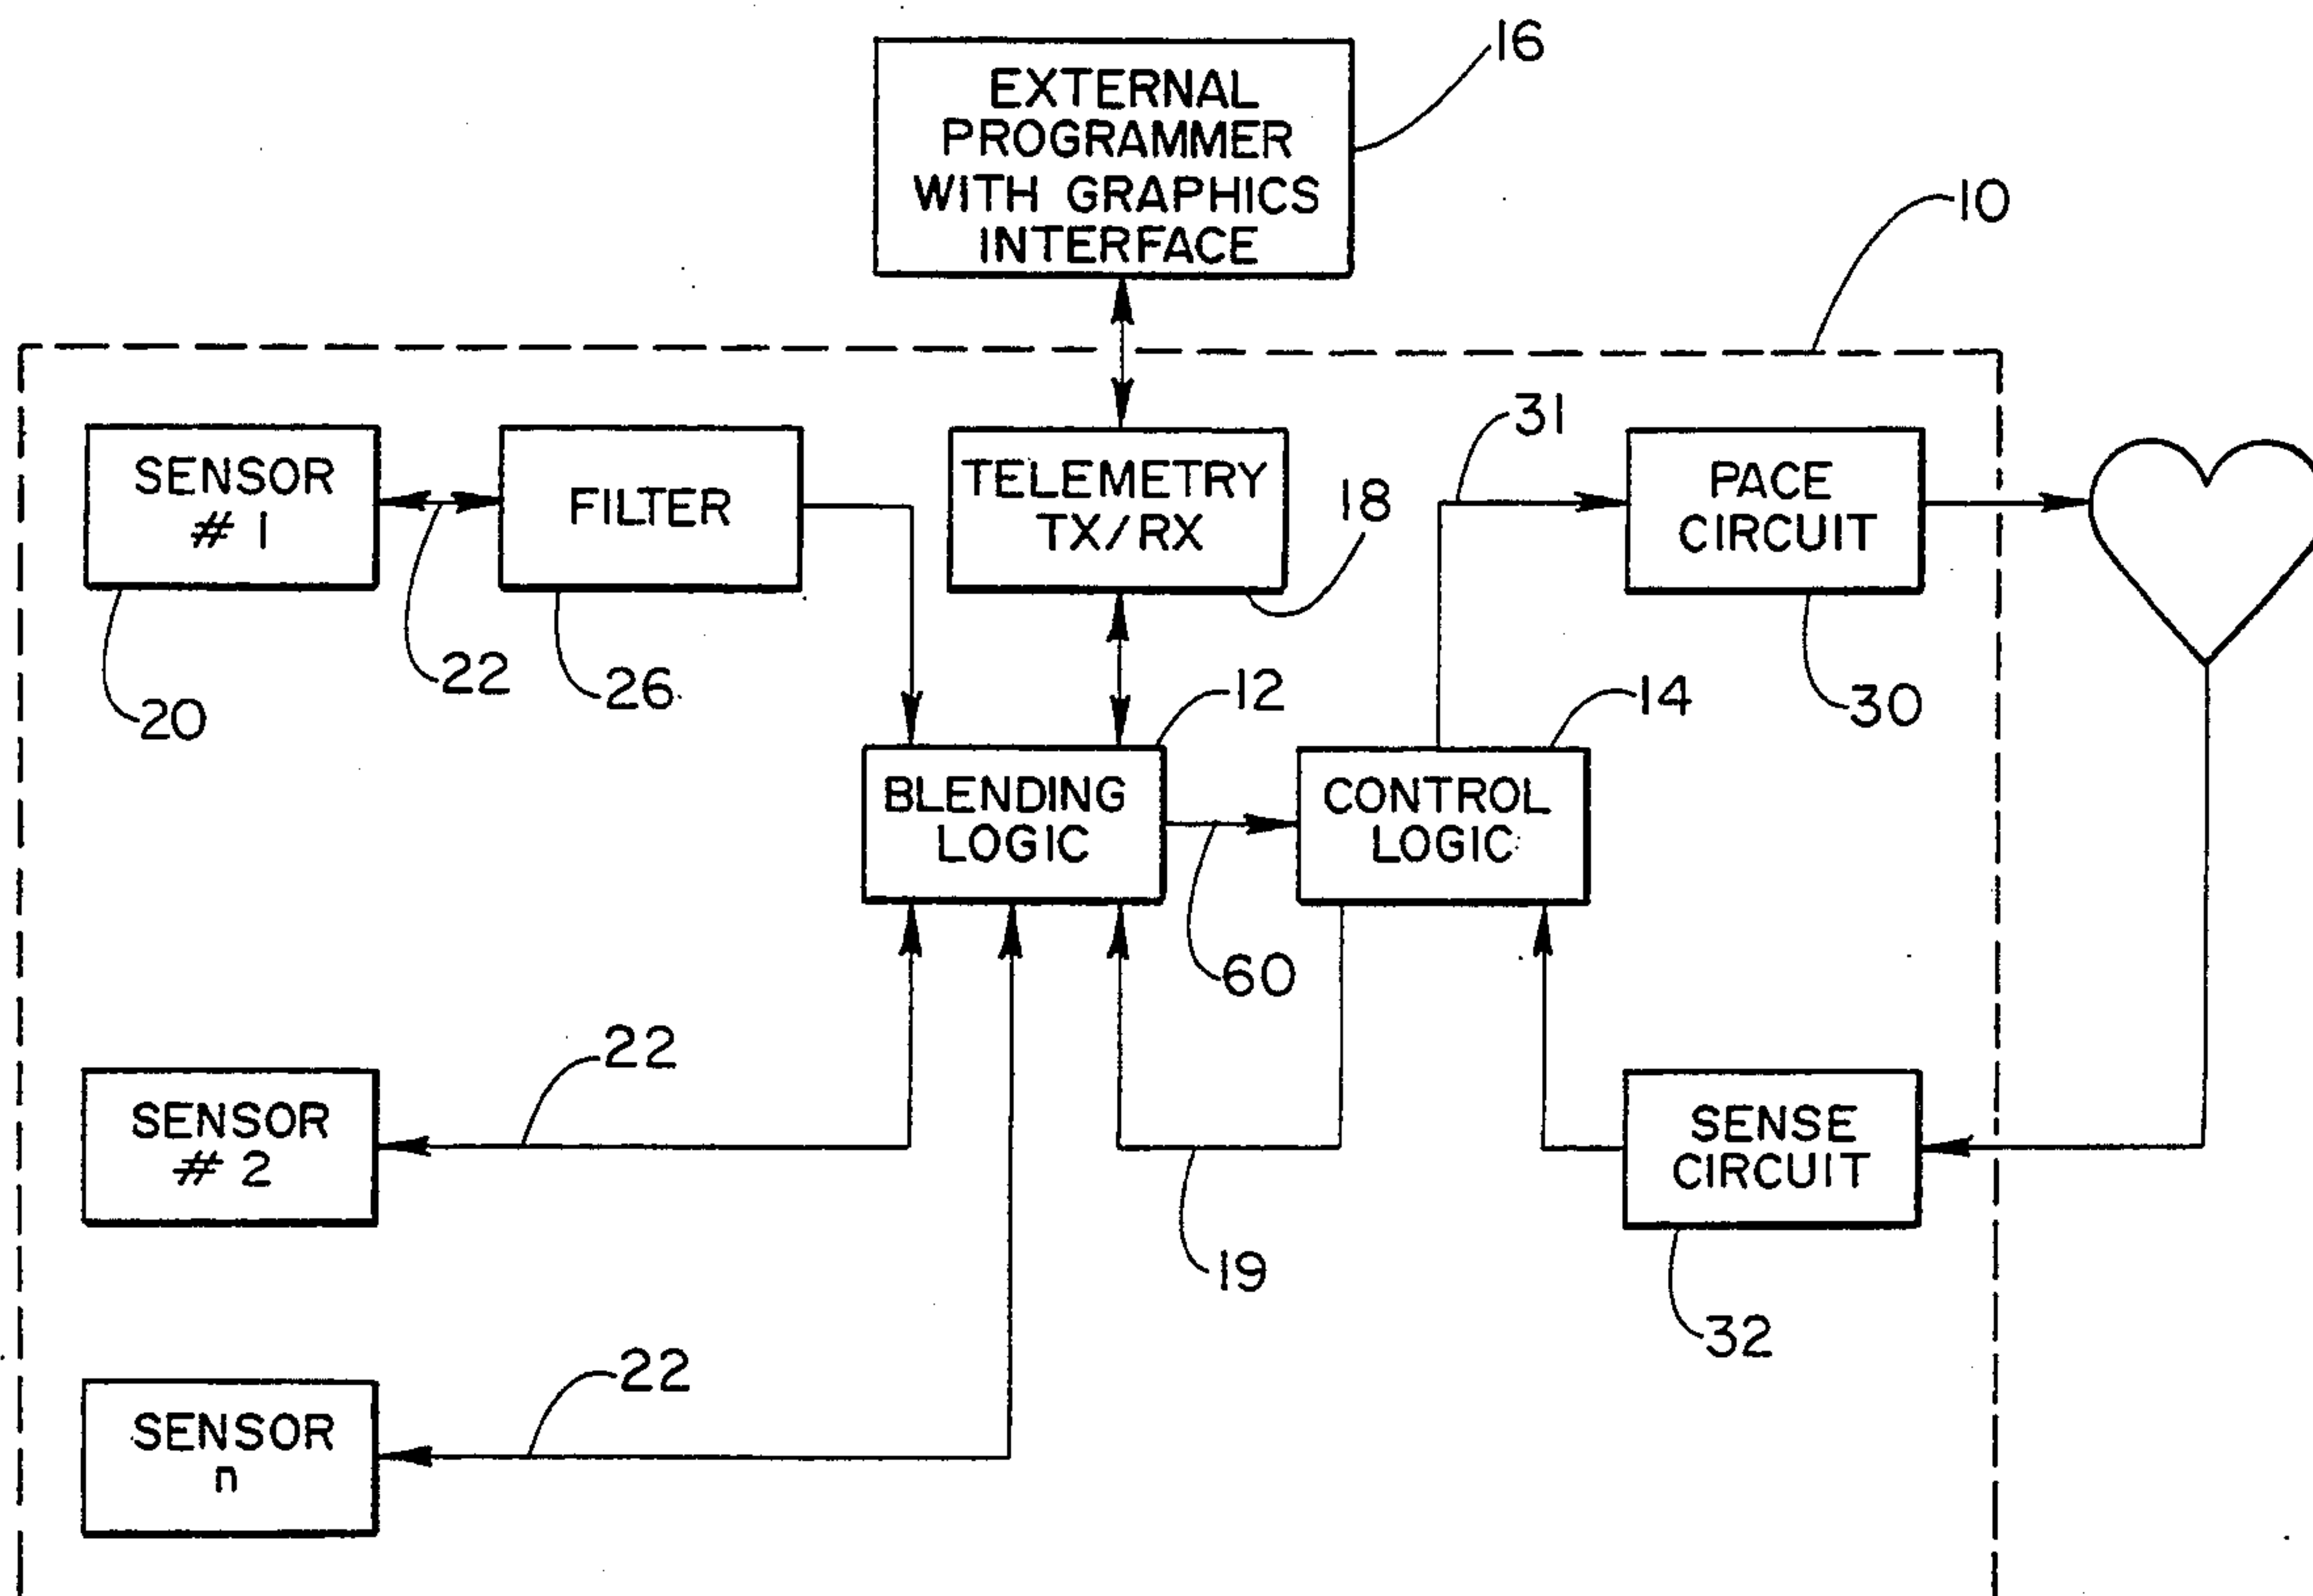 16
EXTERNAL
PROGRAMMER
WITH GRAPHICS
INTERFACE
10
31
SENSOR
# 1
FILTER
TELEMETRY
TX/RX
18
PACE
CIRCUIT
22
26
20
12
14
30
BLENDING
LOGIC
CONTROL
LOGIC
60
22
SENSOR
# 2
SENSE
CIRCUIT
19
32
22
SENSOR
n